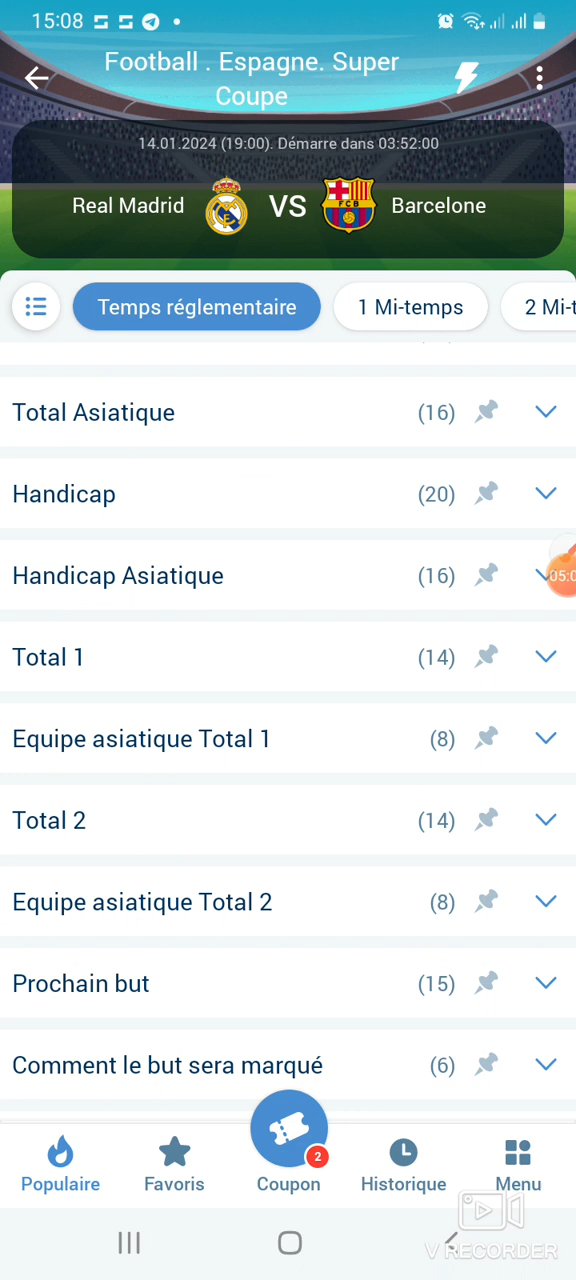 15:08
Football . Espagne. Super
Coupe
14.01.2024 (19:00). Démarre dans 03:52:00
Real Madrid VS Barcelone
FCB
Temps réglementaire 1 Mi-temps 2 Mi-t
Total Asiatique (16)
Handicap (20)
Handicap Asiatique (16)
05:0
Total 1 (14)
Equipe asiatique Total 1 (8)
Total 2 (14)
Equipe asiatique Total 2 (8)
Prochain but (15)
Comment le but sera marqué (6)
2
Populaire Favoris Coupon Historique Menu
V RECORDER